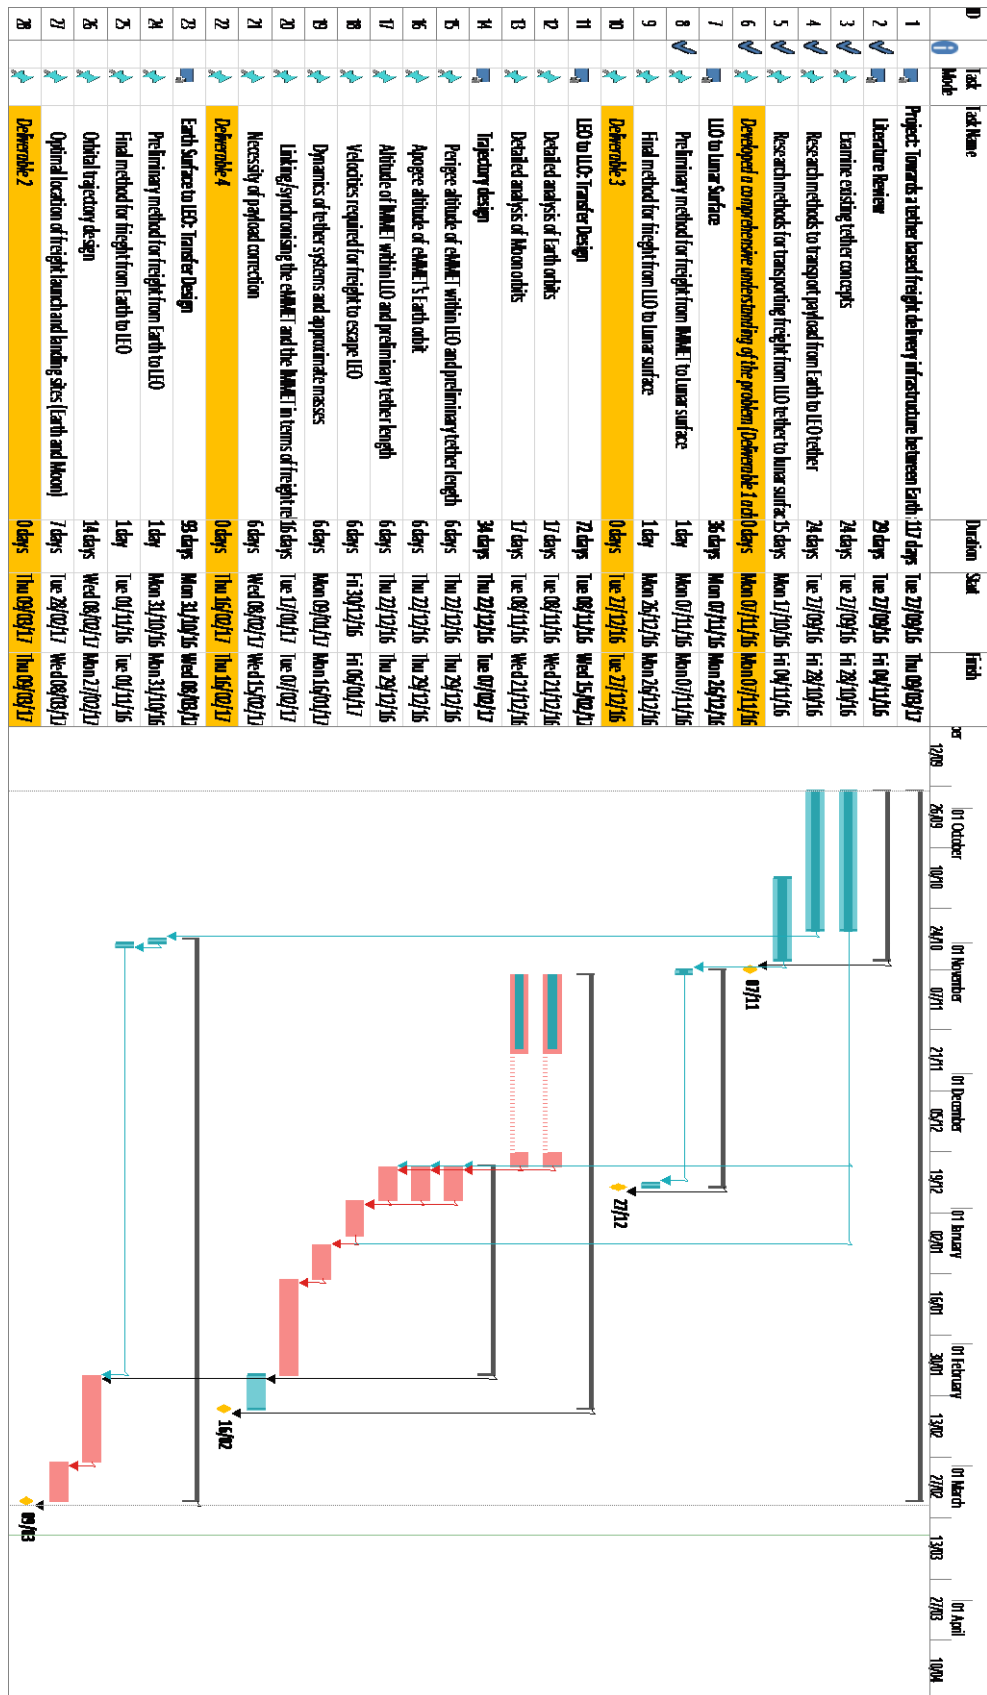 ID Task Mode Task Name Duration Start Finish
1 Project: Towards a tether based freight delivery infrastructure between Earth 117 days Tue 27/09/16 Thu 09/03/17
2 Literature Review 29 days Tue 27/09/16 Fri 04/11/16
3 Examine existing tether concepts 24 days Tue 27/09/16 Fri 28/10/16
4 Research methods to transport payload from Earth to LEO tether 24 days Tue 27/09/16 Fri 28/10/16
5 Research methods for transporting freight from LLO tether to lunar surfac 15 days Mon 17/10/16 Fri 04/11/16
6 Developed a comprehensive understanding of the problem (Deliverable 1 and 0 days Mon 07/11/16 Mon 07/11/16
7 LLO to Lunar Surface 36 days Mon 07/11/16 Mon 26/12/16
8 Preliminary method for freight from lMMET to Lunar surface 1 day Mon 07/11/16 Mon 07/11/16
9 Final method for frieght from LLO to Lunar surface 1 day Mon 26/12/16 Mon 26/12/16
10 Deliverable 3 0 days Tue 27/12/16 Tue 27/12/16
11 LEO to LLO: Transfer Design 72 days Tue 08/11/16 Wed 15/02/17
12 Detailed analysis of Earth orbits 17 days Tue 08/11/16 Wed 21/12/16
13 Detailed analysis of Moon orbits 17 days Tue 08/11/16 Wed 21/12/16
14 Trajectory design 34 days Thu 22/12/16 Tue 07/02/17
15 Perigee altitude of eMMET within LEO and preliminary tether length 6 days Thu 22/12/16 Thu 29/12/16
16 Apogee altitude of eMMET's Earth orbit 6 days Thu 22/12/16 Thu 29/12/16
17 Altitude of lMMET within LLO and preliminary tether length 6 days Thu 22/12/16 Thu 29/12/16
18 Velocities required for freight to escape LEO 6 days Fri 30/12/16 Fri 06/01/17
19 Dynamics of tether systems and approximate masses 6 days Mon 09/01/17 Mon 16/01/17
20 Linking/synchronising the eMMET and the lMMET in terms of freight rel 16 days Tue 17/01/17 Tue 07/02/17
21 Necessity of payload correction 6 days Wed 08/02/17 Wed 15/02/17
22 Deliverable 4 0 days Thu 16/02/17 Thu 16/02/17
23 Earth Surface to LEO: Transfer Design 93 days Mon 31/10/16 Wed 08/03/17
24 Preliminary method for freight from Earth to LEO 1 day Mon 31/10/16 Mon 31/10/16
25 Final method for frieght from Earth to LEO 1 day Tue 01/11/16 Tue 01/11/16
26 Orbital trajectory design 14 days Wed 08/02/17 Mon 27/02/17
27 Optimal location of freight launch and landing sites (Earth and Moon) 7 days Tue 28/02/17 Wed 08/03/17
28 Deliverable 2 0 days Thu 09/03/17 Thu 09/03/17
ber 01 October 01 November 01 December 01 January 01 February 01 March 01 April
12/09 26/09 10/10 24/10 07/11 21/11 05/12 19/12 02/01 16/01 30/01 13/02 27/02 13/03 27/03 10/04
07/11
27/12
16/02
09/03